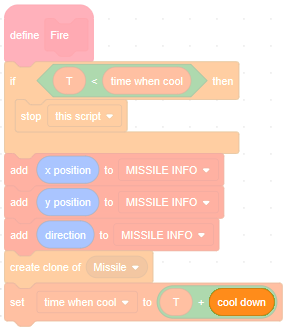 define Fire
if T < time when cool then
stop this script
add x position to MISSILE INFO
add y position to MISSILE INFO
add direction to MISSILE INFO
create clone of Missile
set time when cool to T + cool down